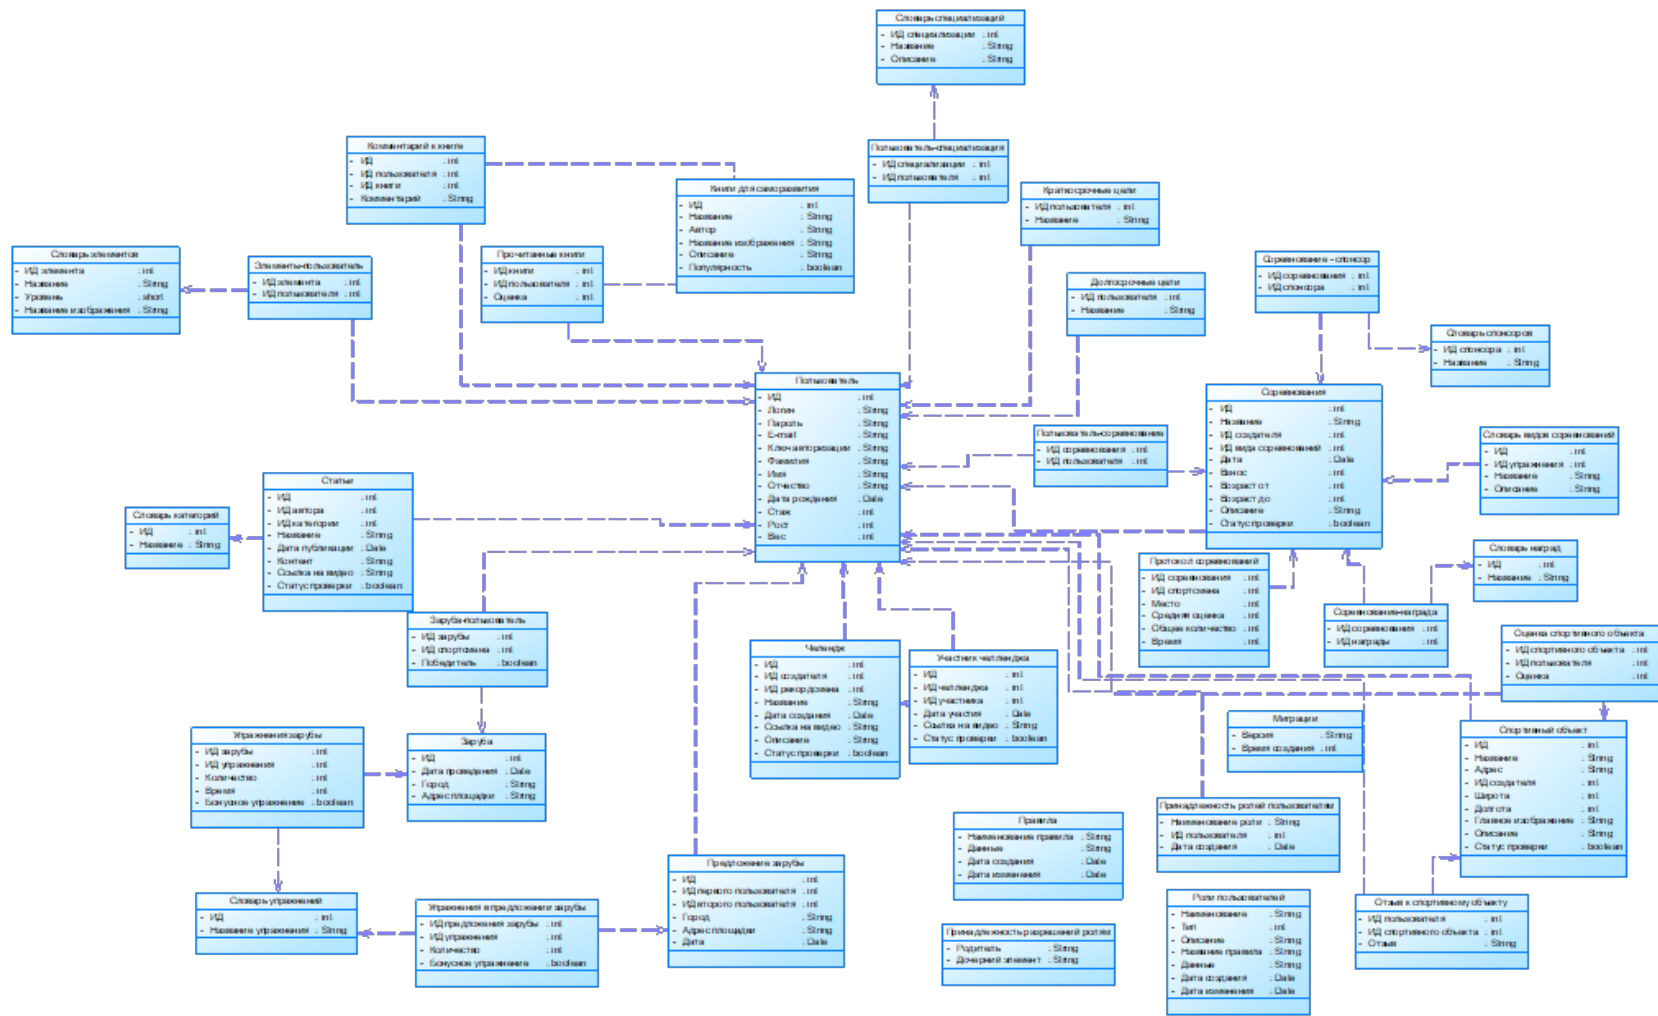 Словарь специализаций
- ИД специализации : int
- Название : String
- Описание : String
Комментарий к книге
- ИД : int
- ИД пользователя : int
- ИД книги : int
- Комментарий : String
Пользователь-специализация
- ИД специализации : int
- ИД пользователя : int
Книги для саморазвития
- ИД : int
- Название : String
- Автор : String
- Название изображения : String
- Описание : String
- Популярность : boolean
Краткосрочные цели
- ИД пользователя : int
- Название : String
Словарь элементов
- ИД элемента : int
- Название : String
- Уровень : short
- Название изображения : String
Элементы-пользователь
- ИД элемента : int
- ИД пользователя : int
Прочитанные книги
- ИД книги : int
- ИД пользователя : int
- Оценка : int
Долгосрочные цели
- ИД пользователя : int
- Название : String
Соревнование - спонсор
- ИД соревнования : int
- ИД спонсора : int
Словарь спонсоров
- ИД спонсора : int
- Название : String
Пользователь
- ИД : int
- Логин : String
- Пароль : String
- E-mail : String
- Ключ авторизации : String
- Фамилия : String
- Имя : String
- Отчество : String
- Дата рождения : Date
- Стаж : int
- Рост : int
- Вес : int
Соревнования
- ИД : int
- Название : String
- ИД создателя : int
- ИД вида соревнований : int
- Дата : Date
- Взнос : int
- Возраст от : int
- Возраст до : int
- Описание : String
- Статус проверки : boolean
Пользователь-соревнование
- ИД соревнования : int
- ИД пользователя : int
Словарь видов соревнований
- ИД : int
- ИД упражнения : int
- Название : String
- Описание : String
Статьи
- ИД : int
- ИД автора : int
- ИД категории : int
- Название : String
- Дата публикации : Date
- Контент : String
- Ссылка на видео : String
- Статус проверки : boolean
Словарь категорий
- ИД : int
- Название : String
Протокол соревнований
- ИД соревнования : int
- ИД спортсмена : int
- Место : int
- Средняя оценка : int
- Общее количество : int
- Время : int
Словарь наград
- ИД : int
- Название : String
Соревнование-награда
- ИД соревнования : int
- ИД награды : int
Заруба-пользователь
- ИД зарубы : int
- ИД спортсмена : int
- Победитель : boolean
Оценка спортивного объекта
- ИД спортивного объекта : int
- ИД пользователя : int
- Оценка : int
Челендж
- ИД : int
- ИД создателя : int
- ИД рекордсмена : int
- Название : String
- Дата создания : Date
- Ссылка на видео : String
- Описание : String
- Статус проверки : boolean
Участник челленджа
- ИД : int
- ИД челленджа : int
- ИД участника : int
- Дата участия : Date
- Ссылка на видео : String
- Статус проверки : boolean
Миграции
- Версия : String
- Время создания : int
Спортивный объект
- ИД : int
- Название : String
- Адрес : String
- ИД создателя : int
- Широта : int
- Долгота : int
- Главное изображение : String
- Описание : String
- Статус проверки : boolean
Упражнения зарубы
- ИД зарубы : int
- ИД упражнения : int
- Количество : int
- Время : int
- Бонусное упражнение : boolean
Заруба
- ИД : int
- Дата проведения : Date
- Город : String
- Адрес площадки : String
Принадлежность ролей пользователям
- Наименование роли : String
- ИД пользователя : int
- Дата создания : Date
Правила
- Наименование правила : String
- Данные : String
- Дата создания : Date
- Дата изменения : Date
Предложение зарубы
- ИД : int
- ИД первого пользователя : int
- ИД второго пользователя : int
- Город : String
- Адрес площадки : String
- Дата : Date
Словарь упражнений
- ИД : int
- Название упражнения : String
Упражнения в предложении зарубы
- ИД предложения зарубы : int
- ИД упражнения : int
- Количество : int
- Бонусное упражнение : boolean
Роли пользователей
- Наименование : String
- Тип : int
- Описание : String
- Название правила : String
- Данные : String
- Дата создания : Date
- Дата изменения : Date
Отзыв к спортивному объекту
- ИД пользователя : int
- ИД спортивного объекта : int
- Отзыв : String
Принадлежность разрешений ролям
- Родитель : String
- Дочерний элемент : String